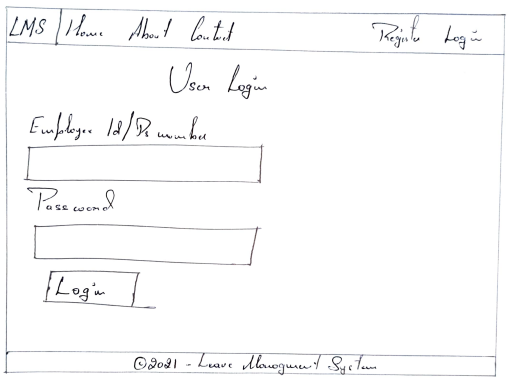 LMS Home About Contact Register Login
User Login
Employee Id/Ps number
Password
Login
©2021 - Leave Management System